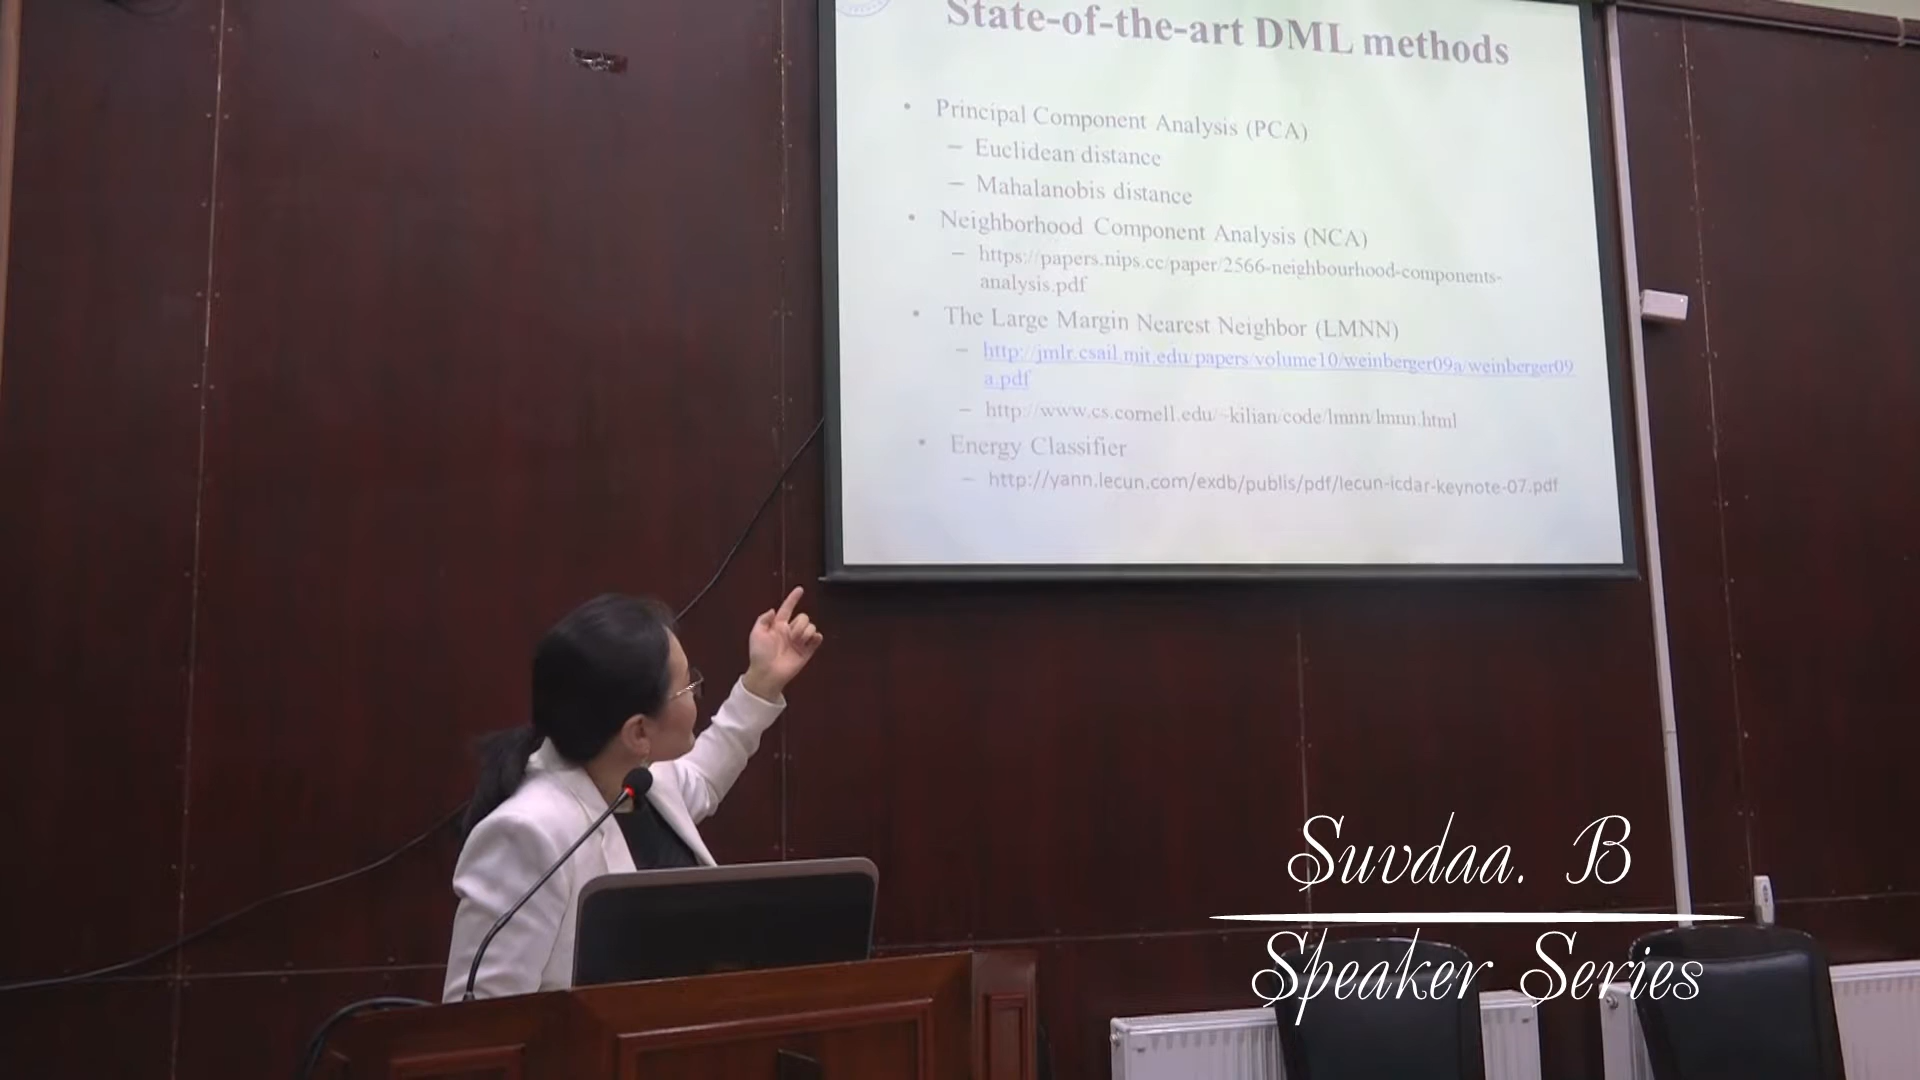 State-of-the-art DML methods
• Principal Component Analysis (PCA)
– Euclidean distance
– Mahalanobis distance
• Neighborhood Component Analysis (NCA)
– https://papers.nips.cc/paper/2566-neighbourhood-components-
analysis.pdf
• The Large Margin Nearest Neighbor (LMNN)
– http://jmlr.csail.mit.edu/papers/volume10/weinberger09a/weinberger09
a.pdf
– http://www.cs.cornell.edu/~kilian/code/lmnn/lmnn.html
• Energy Classifier
– http://yann.lecun.com/exdb/publis/pdf/lecun-icdar-keynote-07.pdf
Suvdaa. B
Speaker Series